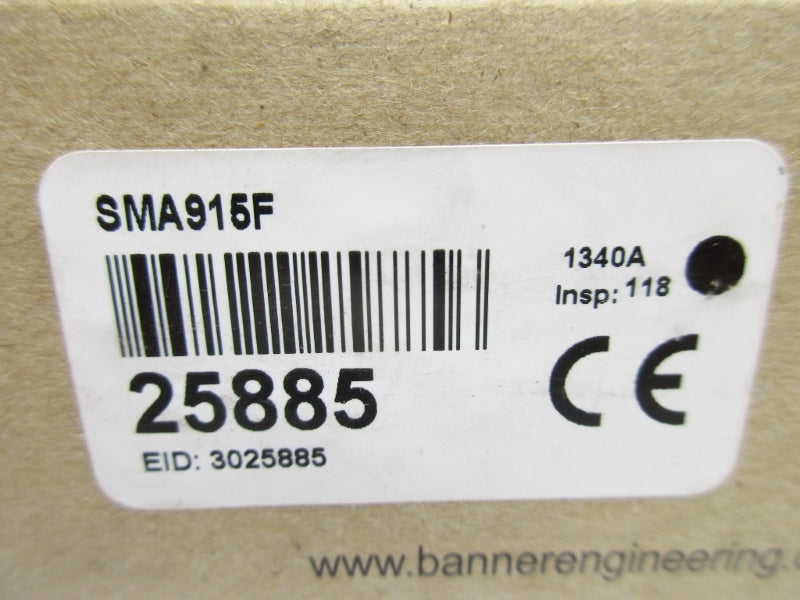 SMA915F
1340A
Insp: 118
25885
CE
EID: 3025885
www.bannerengineering.